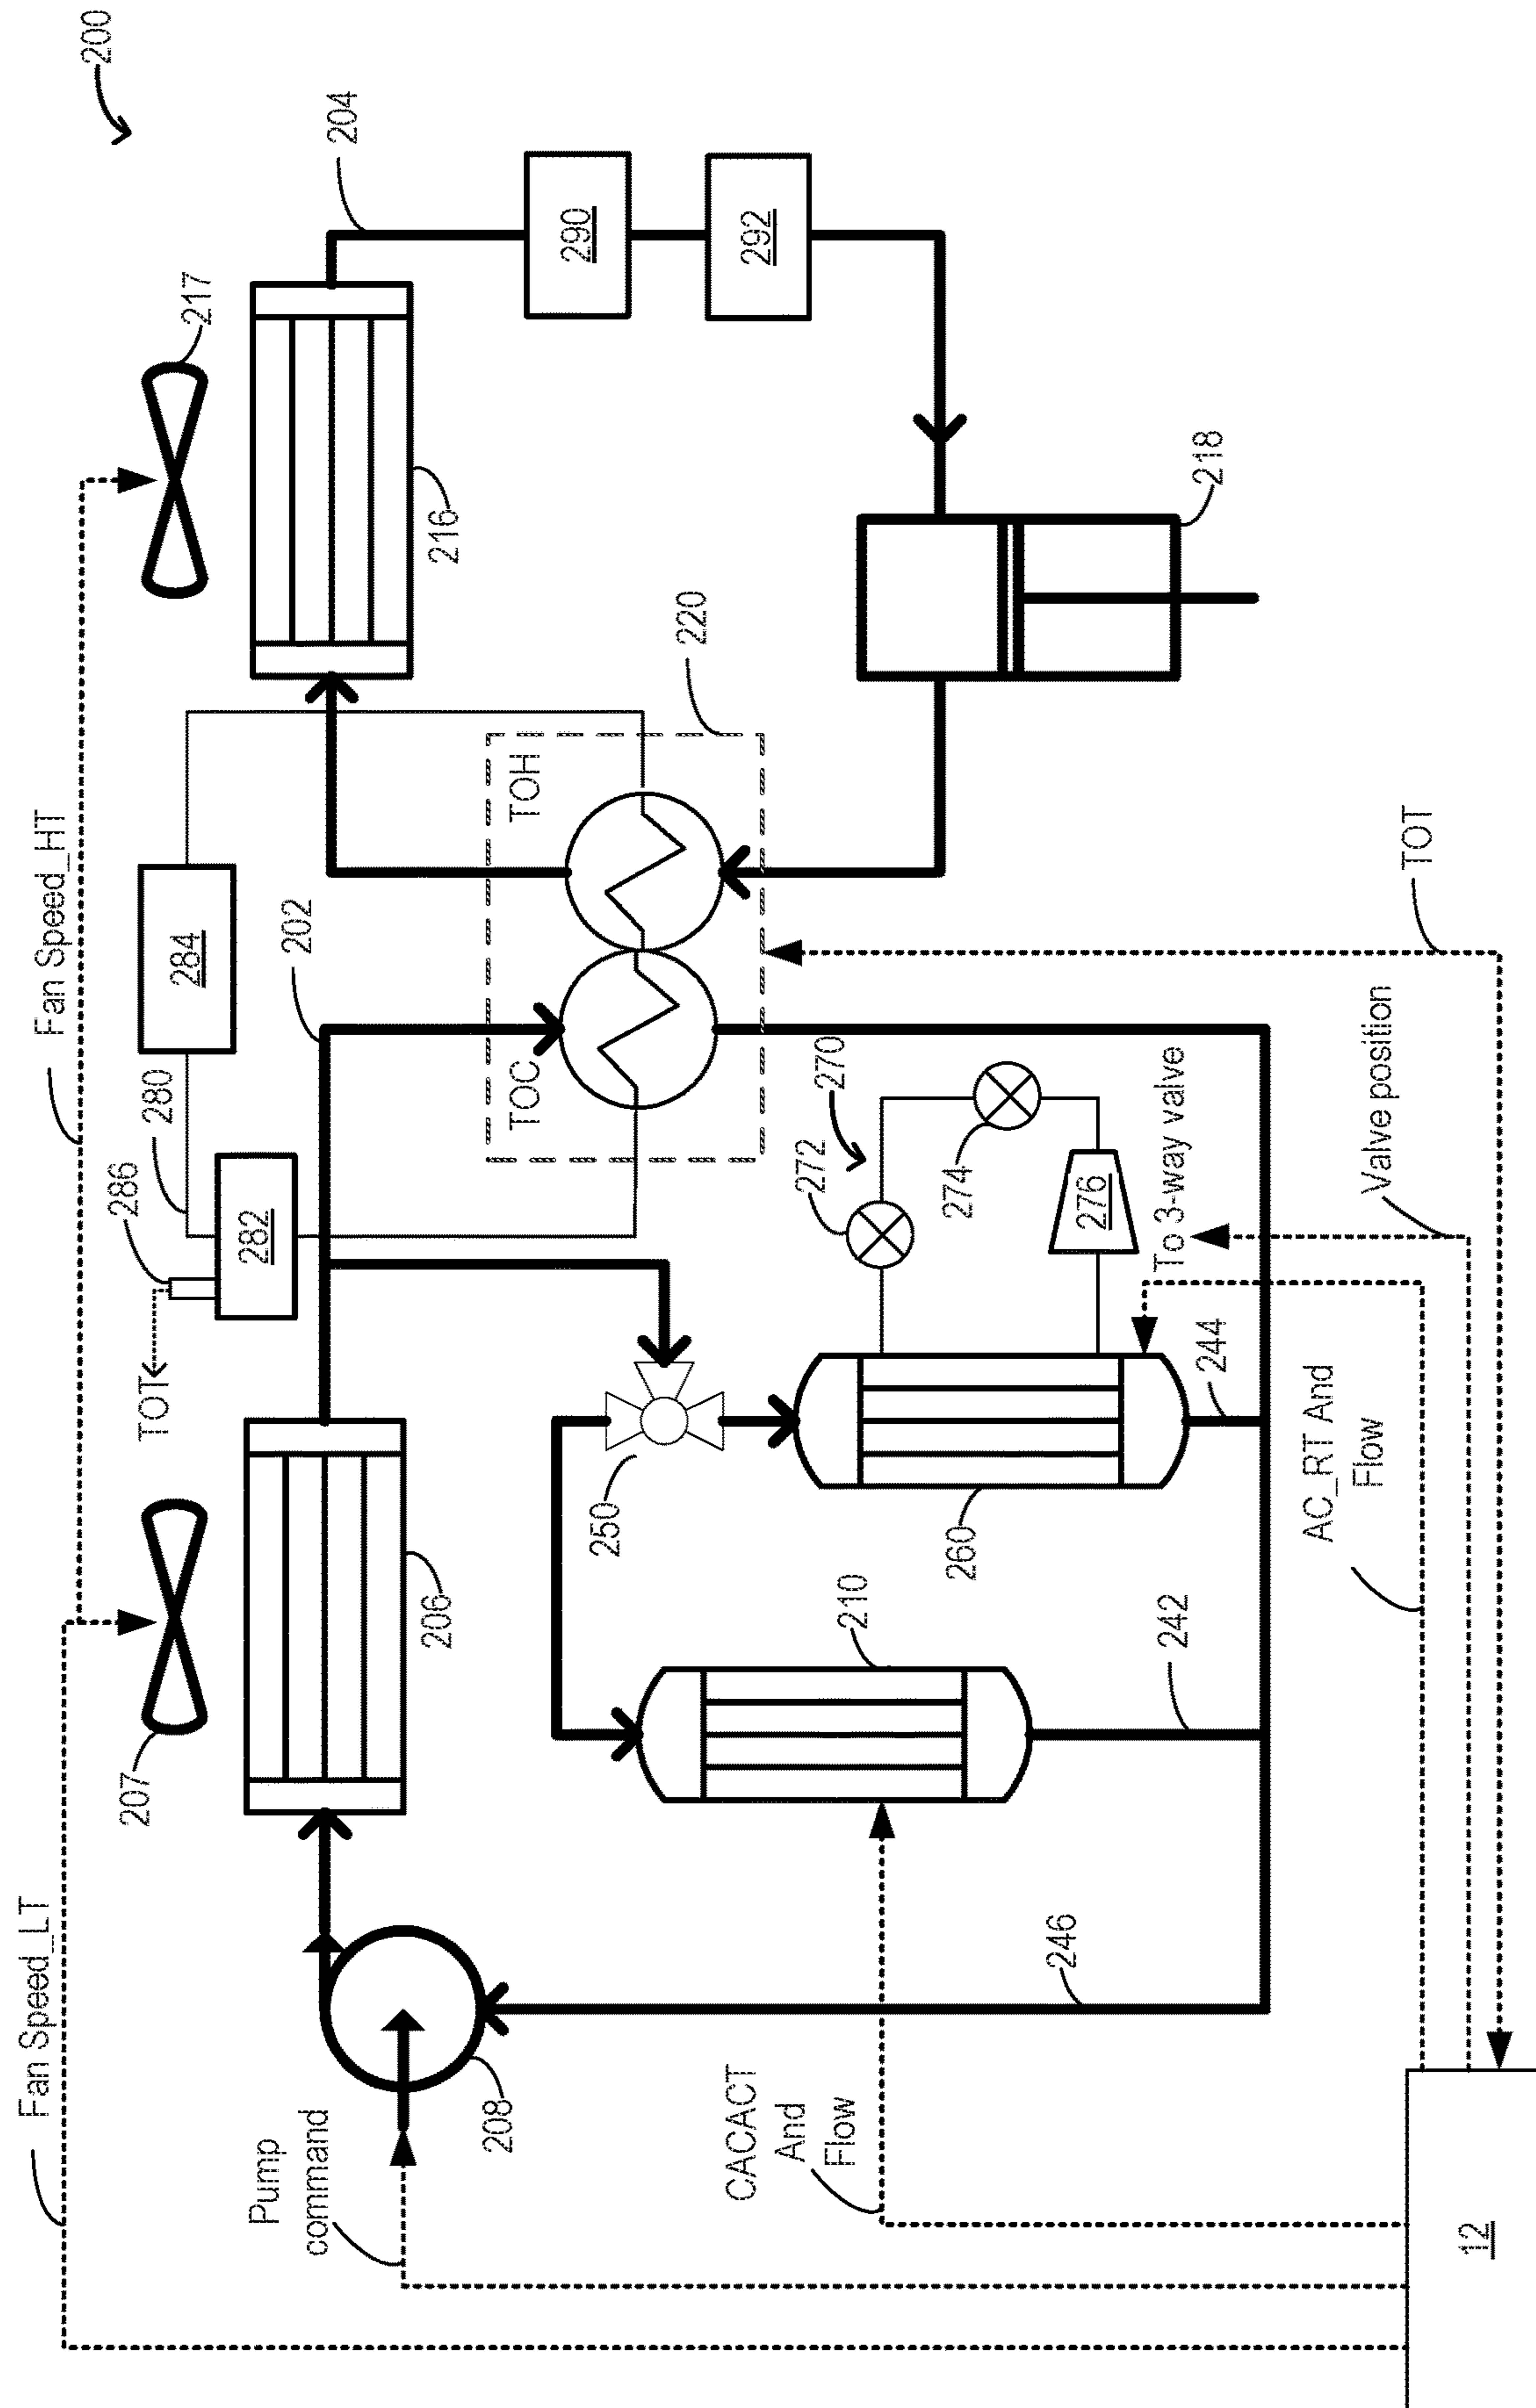 200
Fan Speed_LT
Fan Speed_HT
207
217
TOT
286
280
282
284
204
206
202
216
Pump
command
208
TOC
TOH
220
290
292
250
210
260
272
270
274
276
218
CACACT
And
Flow
246
242
244
To 3-way valve
AC_RT And
Flow
Valve position
TOT
12